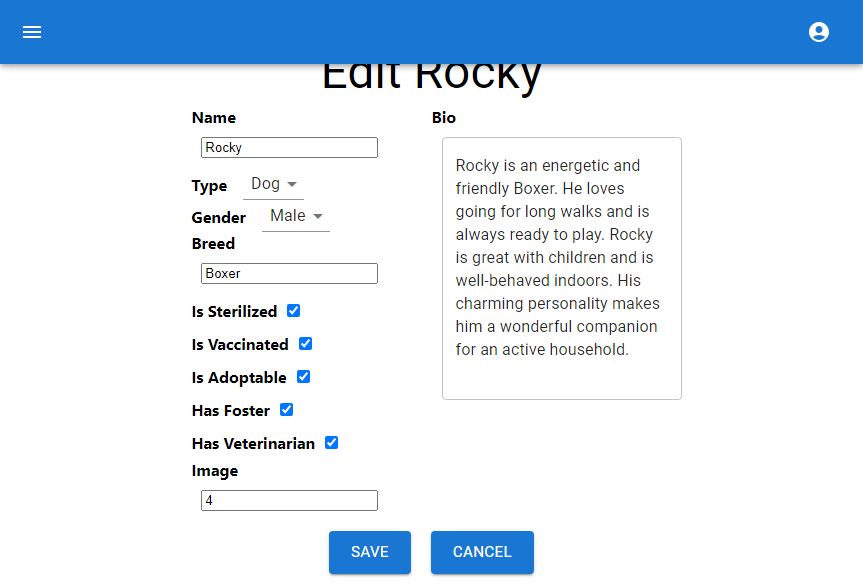 Edit Rocky
Name
Rocky
Type Dog
Gender Male
Breed
Boxer
Is Sterilized
Is Vaccinated
Is Adoptable
Has Foster
Has Veterinarian
Image
4
Bio
Rocky is an energetic and
friendly Boxer. He loves
going for long walks and is
always ready to play. Rocky
is great with children and is
well-behaved indoors. His
charming personality makes
him a wonderful companion
for an active household.
SAVE CANCEL